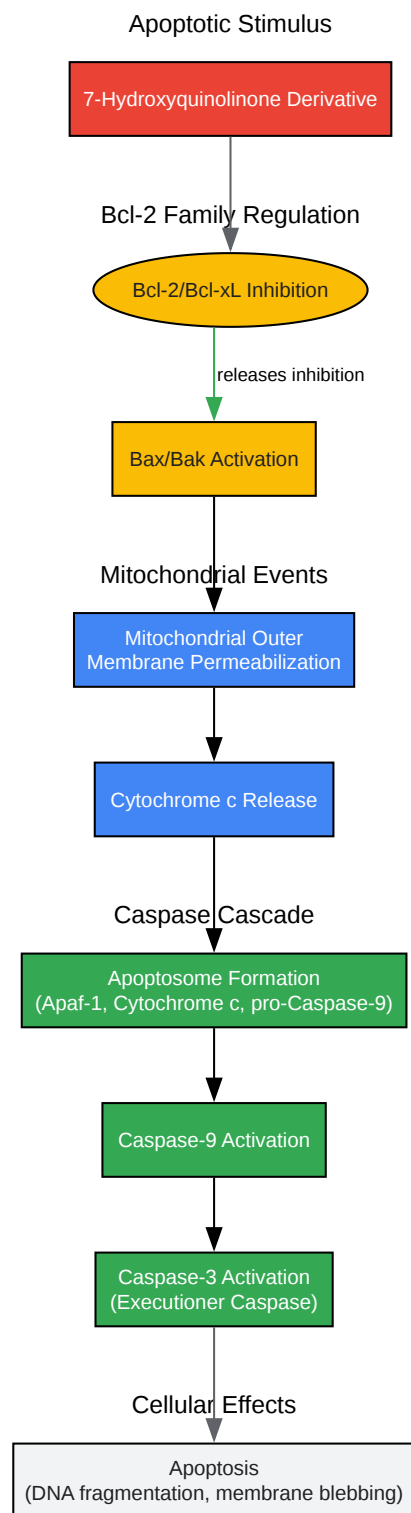 Apoptotic Stimulus
7-Hydroxyquinolinone Derivative
Bcl-2 Family Regulation
Bcl-2/Bcl-xL Inhibition
releases inhibition
Bax/Bak Activation
Mitochondrial Events
Mitochondrial Outer
Membrane Permeabilization
Cytochrome c Release
Caspase Cascade
Apoptosome Formation
(Apaf-1, Cytochrome c, pro-Caspase-9)
Caspase-9 Activation
Caspase-3 Activation
(Executioner Caspase)
Cellular Effects
Apoptosis
(DNA fragmentation, membrane blebbing)